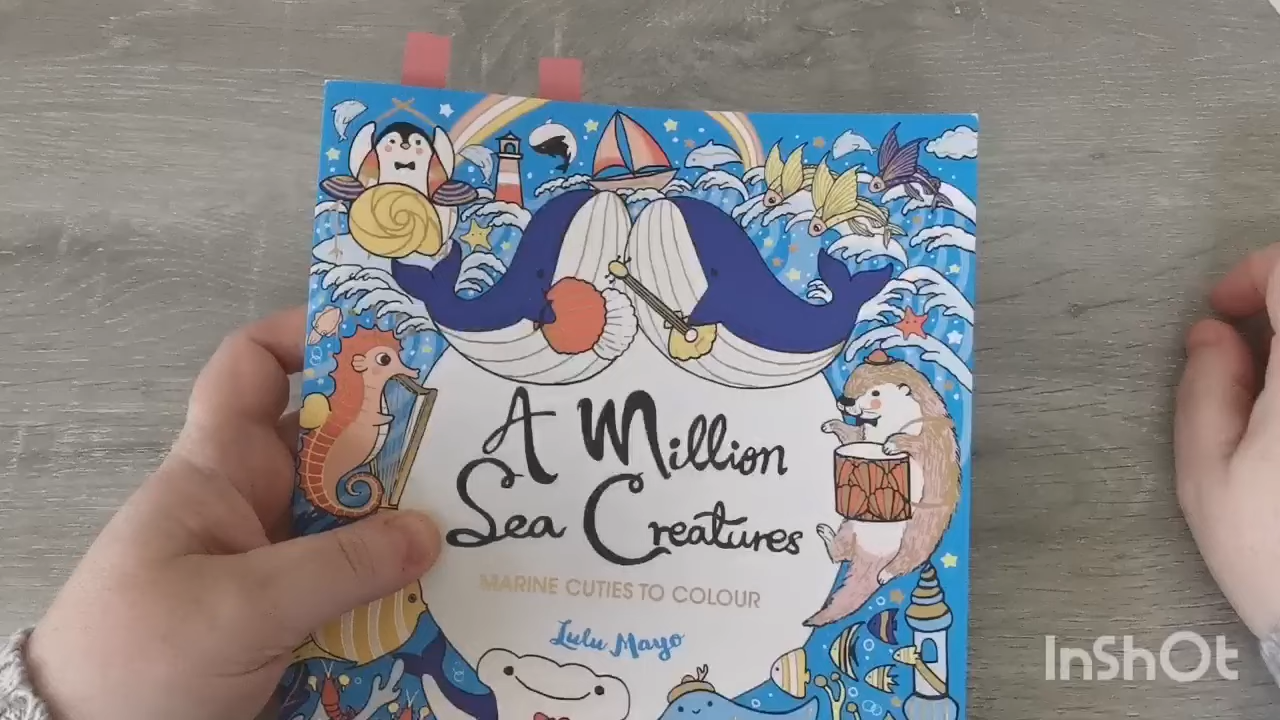 A Million
Sea Creatures
MARINE CUTIES TO COLOUR
Lulu Mayo
InShOt